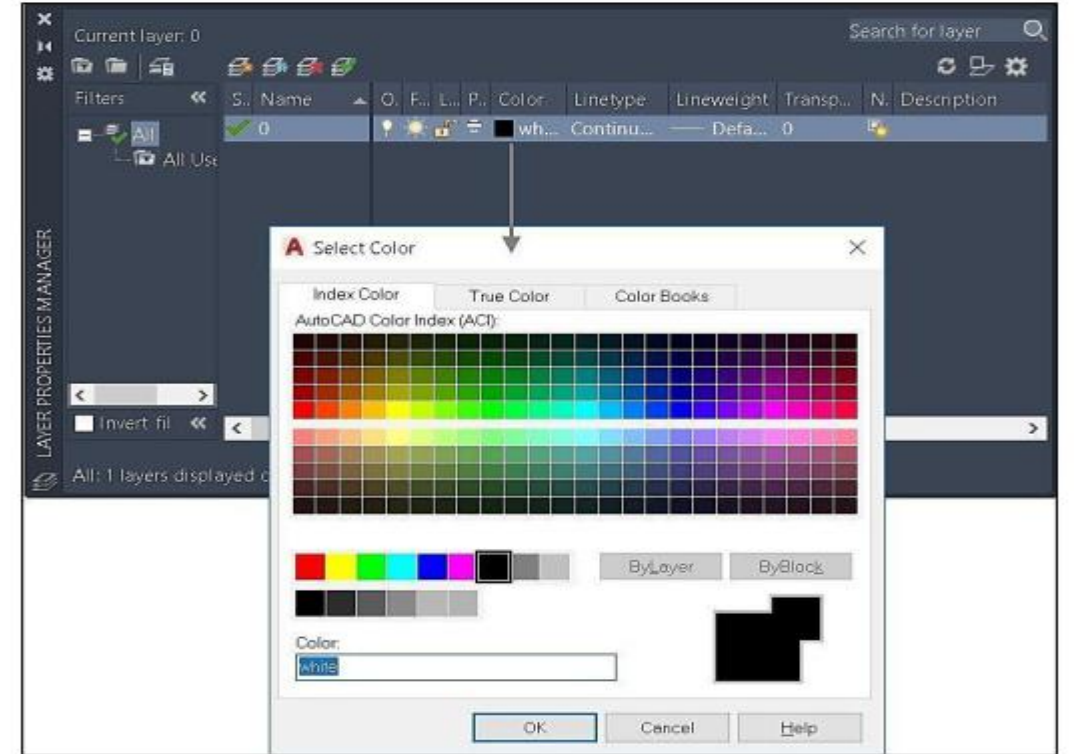 Current layer: 0
Search for layer
Filters
S.. Name O. F... L... P.. Color Linetype Lineweight Transp... N. Description
All
0 wh... Continu... Defa... 0
All Use
LAYER PROPERTIES MANAGER
Invert fil
All: 1 layers displayed o
A Select Color
Index Color True Color Color Books
AutoCAD Color Index (ACI):
ByLayer ByBlock
Color:
white
OK Cancel Help